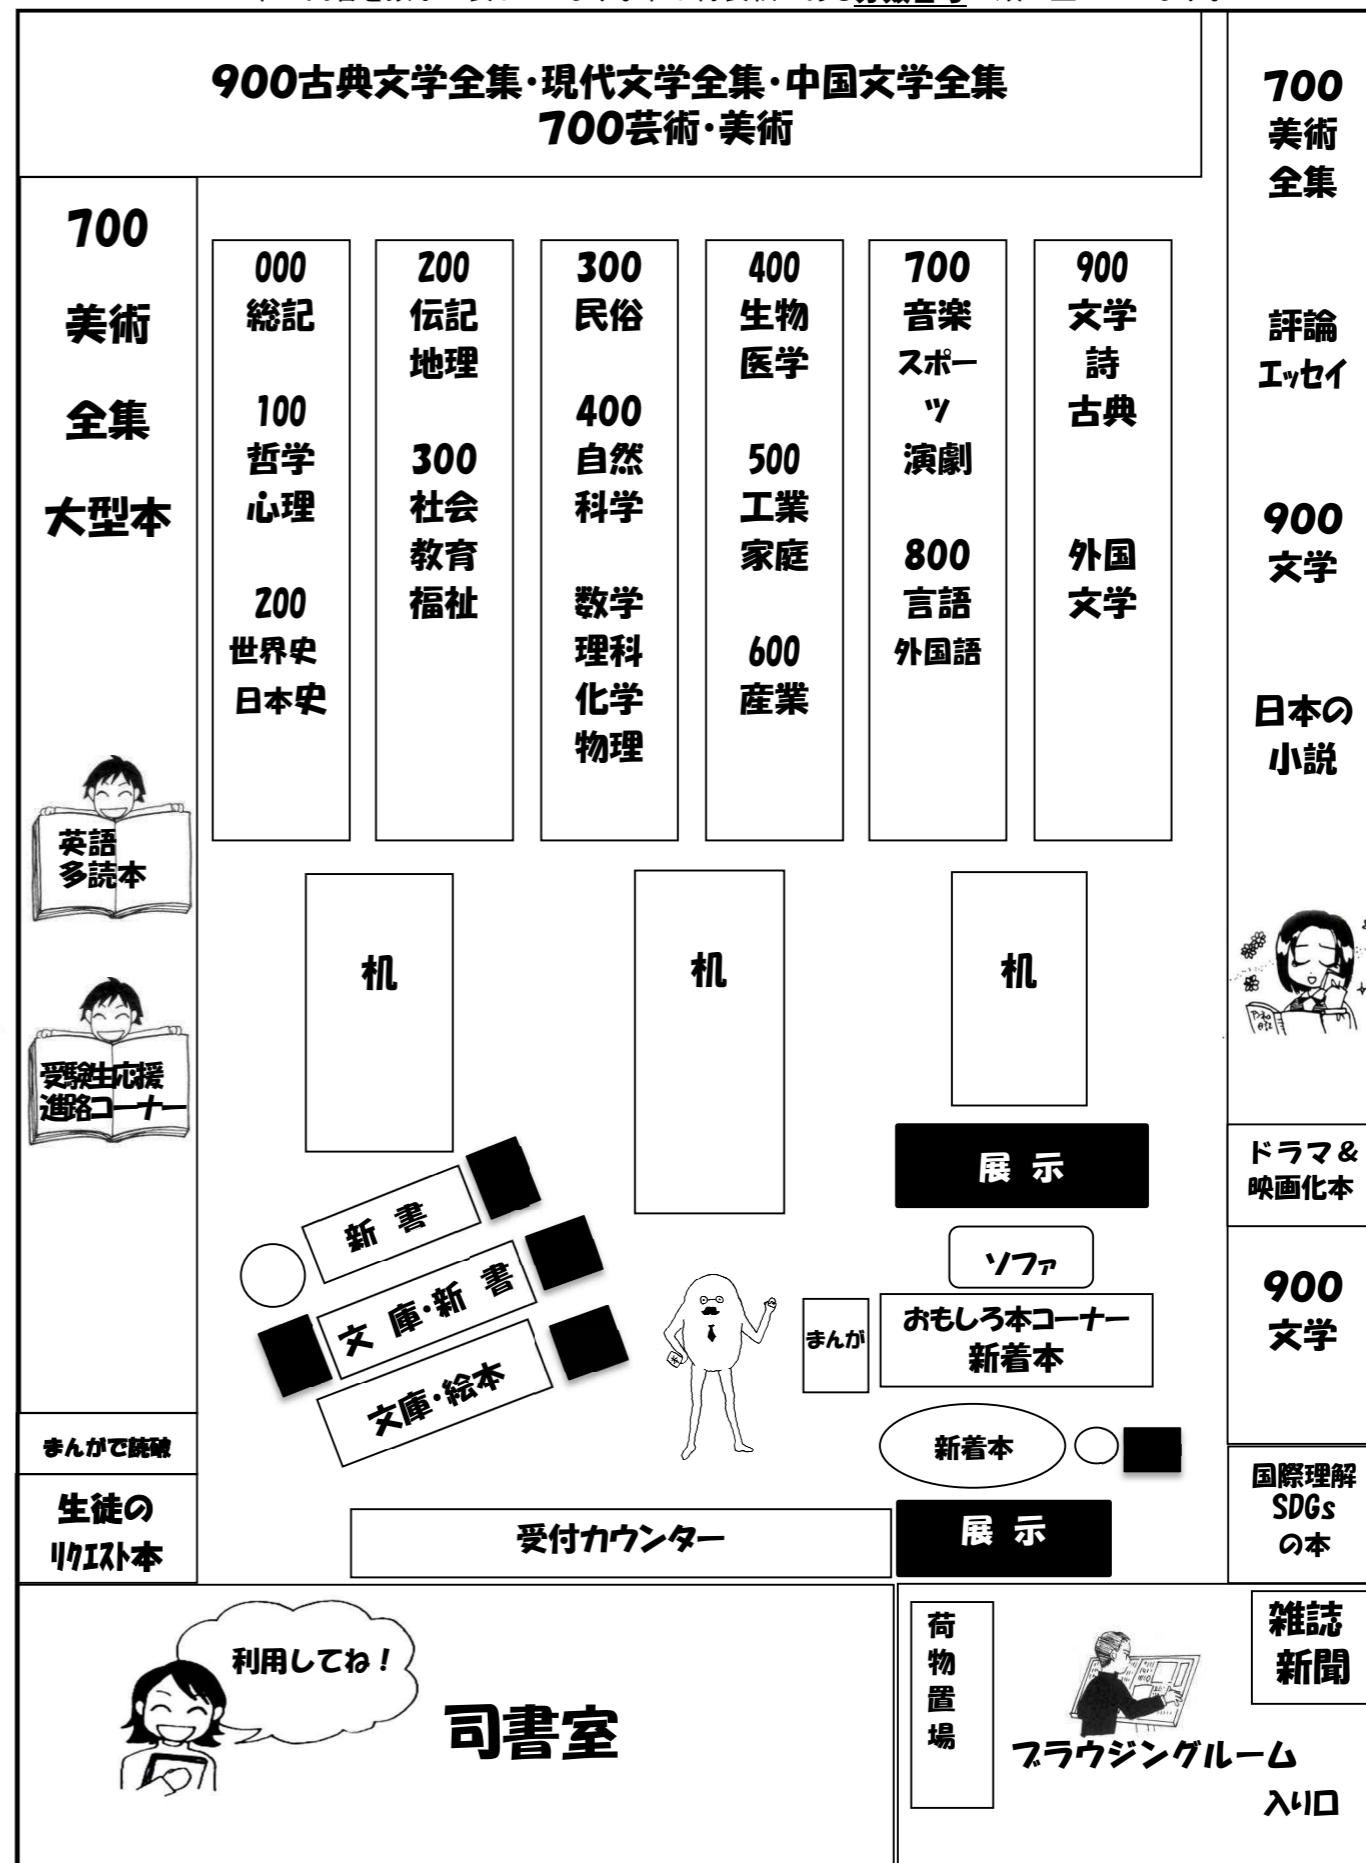 900古典文学全集・現代文学全集・中国文学全集
700芸術・美術
700
美術
全集
評論
エッセイ
900
文学
日本の
小説
ドラマ&
映画化本
900
文学
国際理解
SDGs
の本
700
美術
全集
大型本
英語
多読本
受験生応援
進路コーナー
まんがで読破
生徒の
リクエスト本
000
総記
100
哲学
心理
200
世界史
日本史
200
伝記
地理
300
社会
教育
福祉
300
民俗
400
自然
科学
数学
理科
化学
物理
400
生物
医学
500
工業
家庭
600
産業
700
音楽
スポー
ツ
演劇
800
言語
外国語
900
文学
詩
古典
外国
文学
机
机
机
展 示
新 書
文 庫・新 書
文庫・絵本
ソファ
まんが
おもしろ本コーナー
新着本
新着本
受付カウンター
展 示
利用してね!
司書室
荷
物
置
場
雑誌
新聞
ブラウジングルーム
入り口